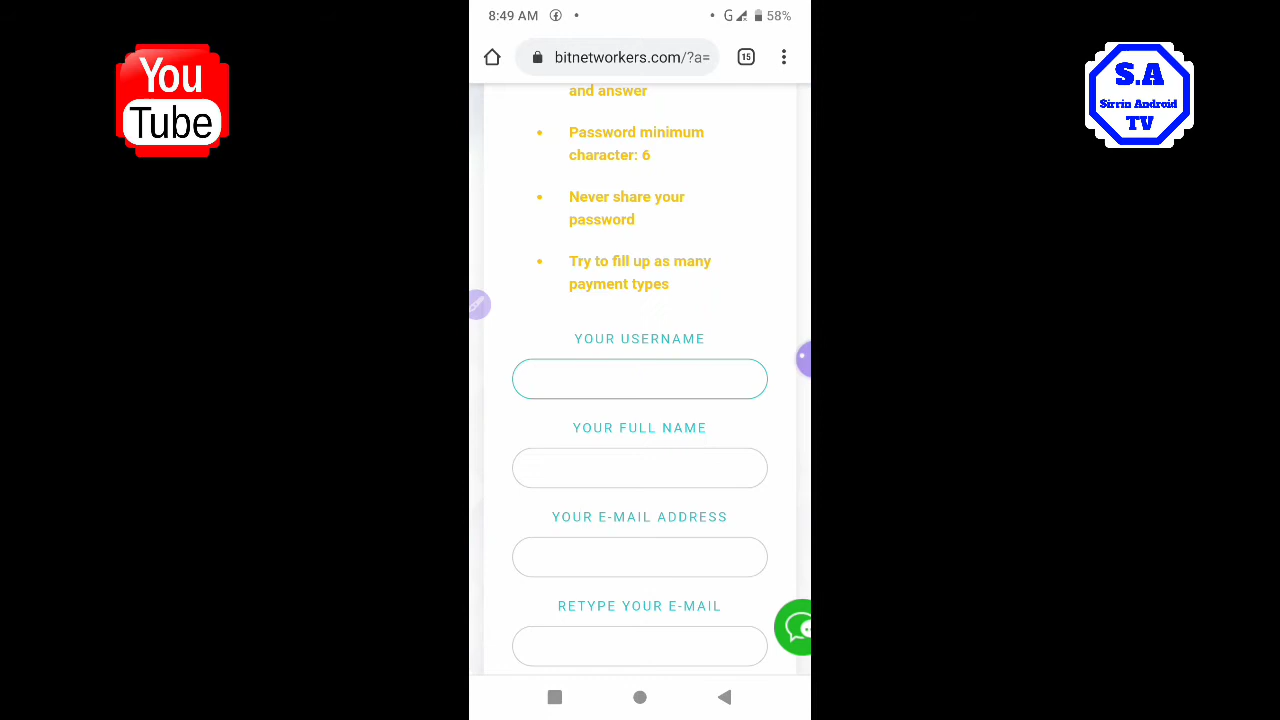 8:49 AM
G 58%
You
Tube
bitnetworkers.com/?a=
15
S.A
Sirrin Android
TV
and answer
• Password minimum
character: 6
• Never share your
password
• Try to fill up as many
payment types
YOUR USERNAME
YOUR FULL NAME
YOUR E-MAIL ADDRESS
RETYPE YOUR E-MAIL